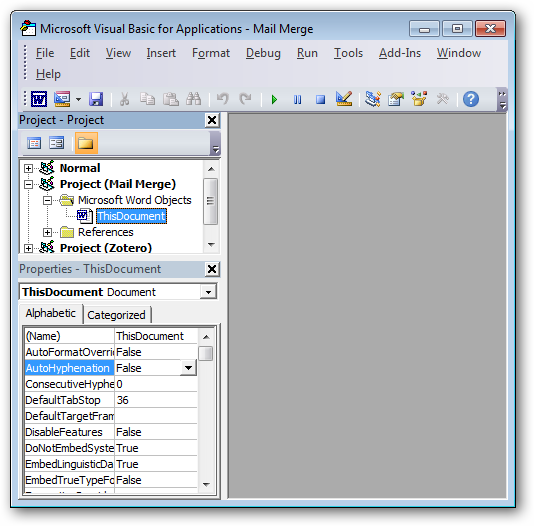 Microsoft Visual Basic for Applications - Mail Merge
File Edit View Insert Format Debug Run Tools Add-Ins Window
Help
Project - Project
Normal
Project (Mail Merge)
Microsoft Word Objects
ThisDocument
References
Project (Zotero)
Properties - ThisDocument
ThisDocument Document
Alphabetic Categorized
(Name) ThisDocument
AutoFormatOverri False
AutoHyphenation False
ConsecutiveHyphe 0
DefaultTabStop 36
DefaultTargetFram
DisableFeatures False
DoNotEmbedSyste True
EmbedLinguisticDa True
EmbedTrueTypeFo False